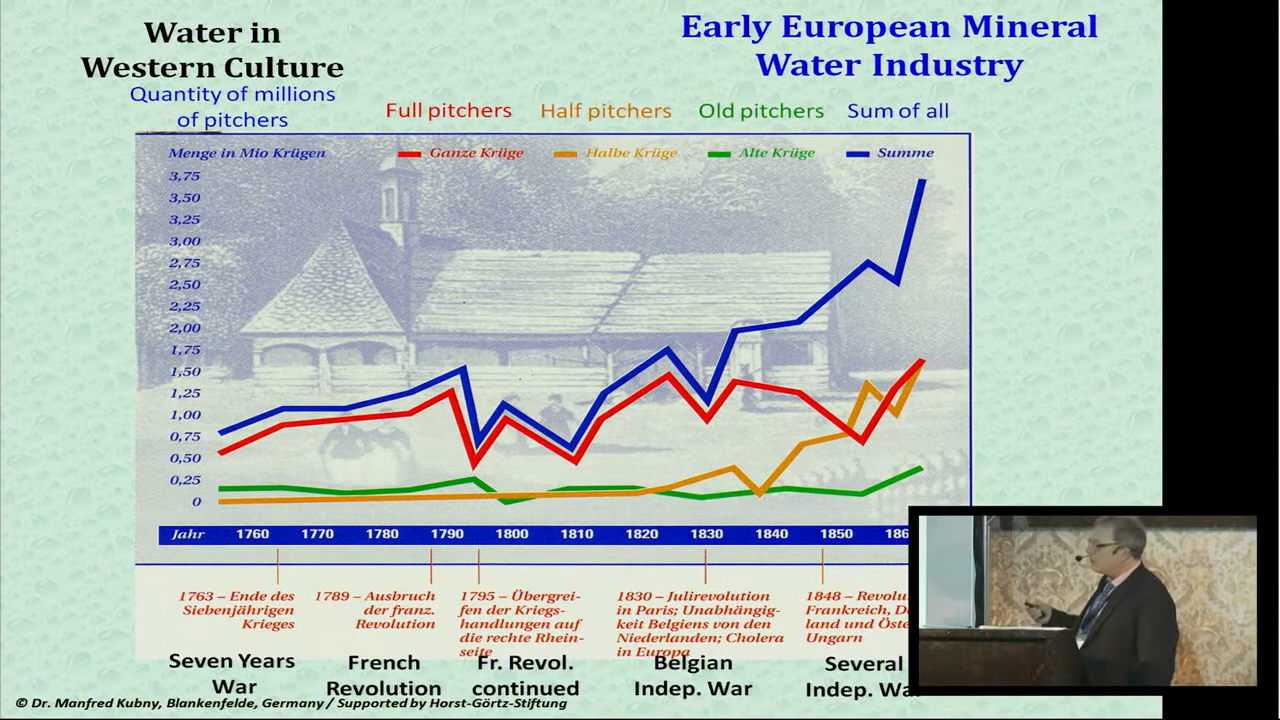 Water in
Western Culture
Early European Mineral
Water Industry
Quantity of millions
of pitchers
Full pitchers
Half pitchers
Old pitchers
Sum of all
Menge in Mio Krügen
Ganze Krüge
Halbe Krüge
Alte Krüge
Summe
3,75
3,50
3,25
3,00
2,75
2,50
2,25
2,00
1,75
1,50
1,25
1,00
0,75
0,50
0,25
0
Jahr 1760 1770 1780 1790 1800 1810 1820 1830 1840 1850
1763 – Ende des
Siebenjährigen
Krieges
1789 – Ausbruch
der franz.
Revolution
1795 – Übergrei-
fen der Kriegs-
handlungen auf
die rechte Rhein-
seite
1830 – Julirevolution
in Paris; Unabhängig-
keit Belgiens von den
Niederlanden; Cholera
in Europa
1848 –
Frankreich,
land und
Ungarn
Seven Years
War
French
Revolution
Fr. Revol.
continued
Belgian
Indep. War
Several
Indep.
© Dr. Manfred Kubny, Blankenfelde, Germany / Supported by Horst-Görtz-Stiftung